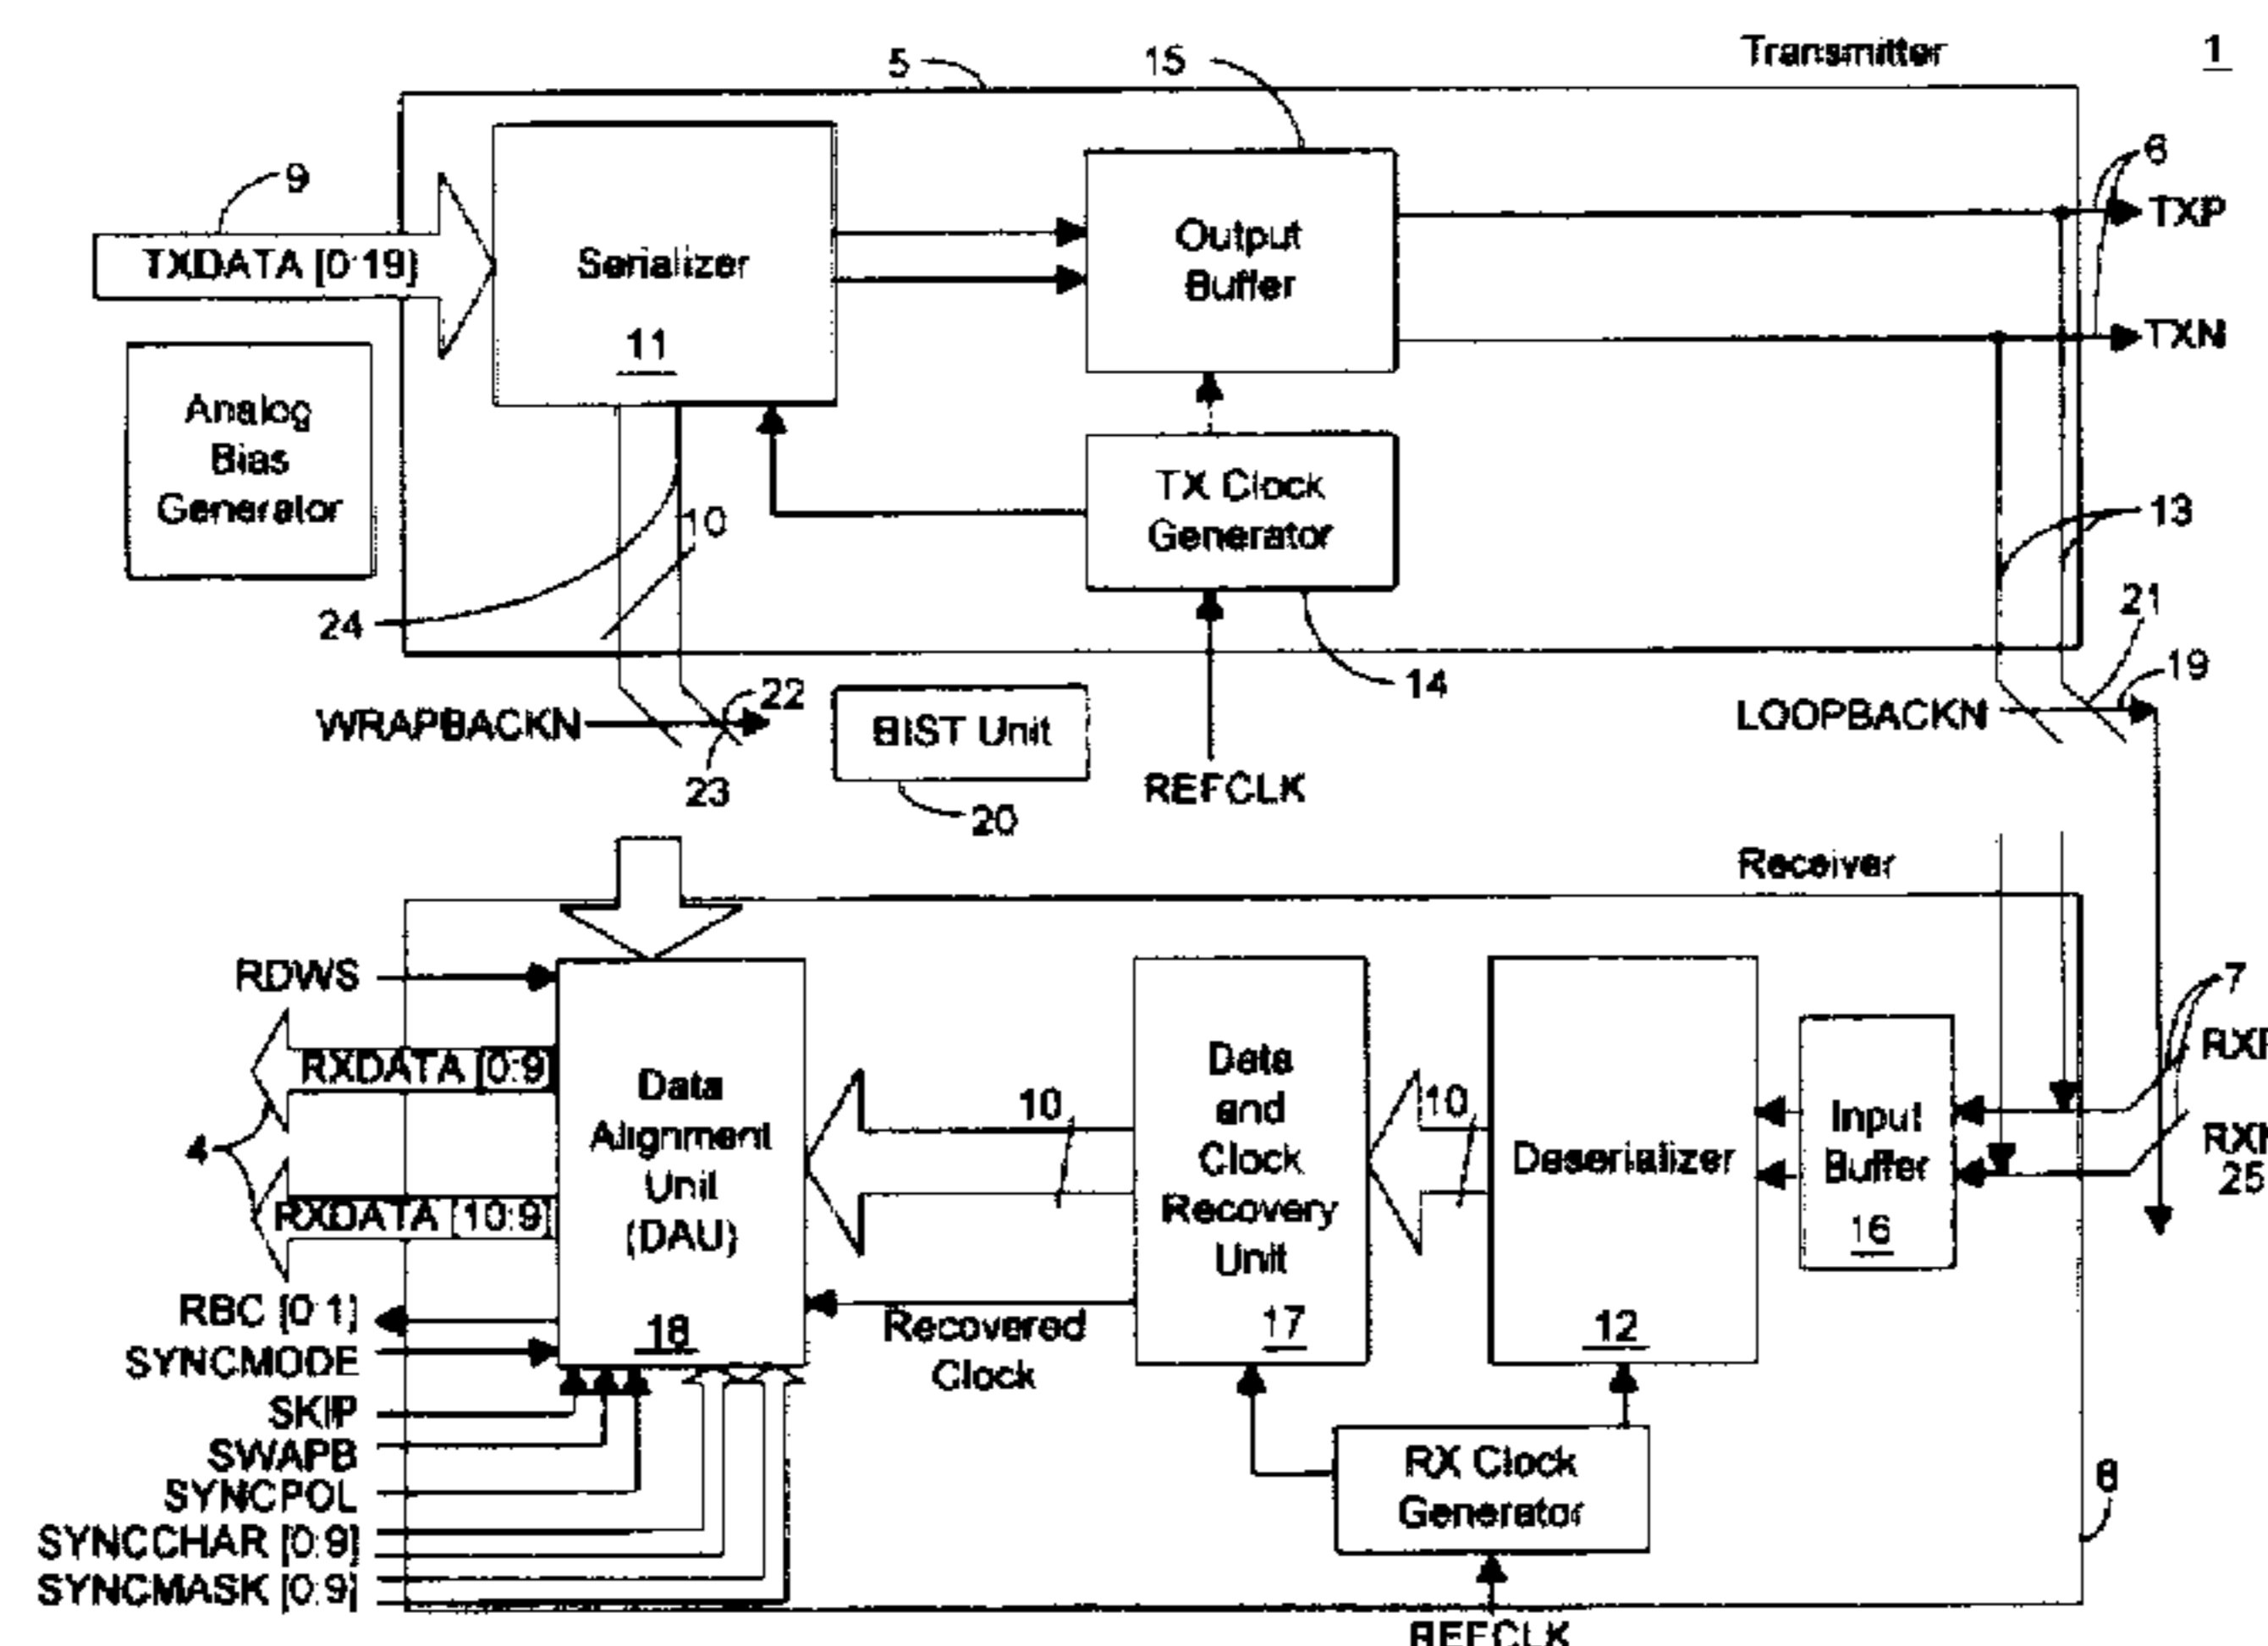 1
Transmitter
5
15
9
6
TXDATA [0:19]
Serializer
11
Output
Buffer
TXP
TXN
Analog
Bias
Generator
10
24
TX Clock
Generator
13
14
21
19
WRAPBACKN
22
23
BIST Unit
20
REFCLK
LOOPBACKN
Receiver
RDWS
RXDATA [0:9]
4
RXDATA [10:9]
RBC [0:1]
SYNCMODE
SKIP
SWAPB
SYNCPOL
SYNCCHAR [0:9]
SYNCMASK [0:9]
Data
Alignment
Unit
(DAU)
18
10
Recovered
Clock
Data
and
Clock
Recovery
Unit
17
10
Deserializer
12
Input
Buffer
16
7
25
RX Clock
Generator
REFCLK